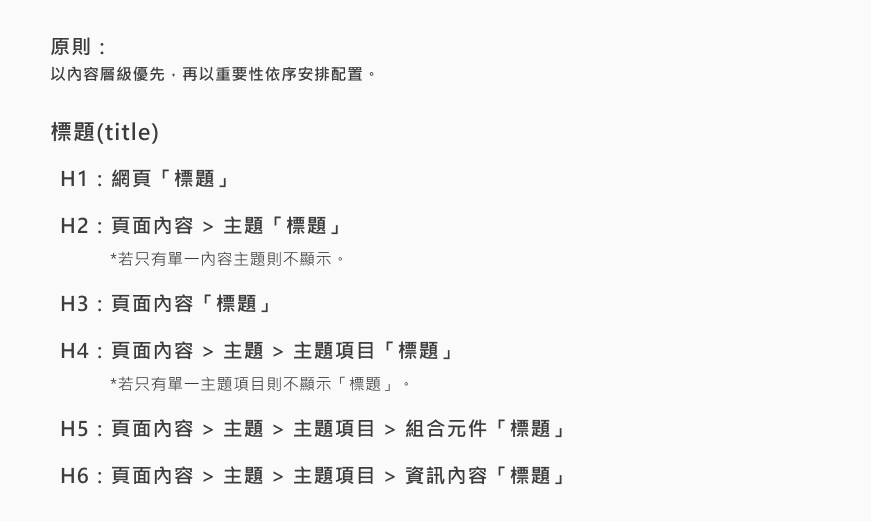 原則：
以內容層級優先，再以重要性依序安排配置。
標題(title)
H1：網頁「標題」
H2：頁面內容 > 主題「標題」
*若只有單一內容主題則不顯示。
H3：頁面內容「標題」
H4：頁面內容 > 主題 > 主題項目「標題」
*若只有單一主題項目則不顯示「標題」。
H5：頁面內容 > 主題 > 主題項目 > 組合元件「標題」
H6：頁面內容 > 主題 > 主題項目 > 資訊內容「標題」